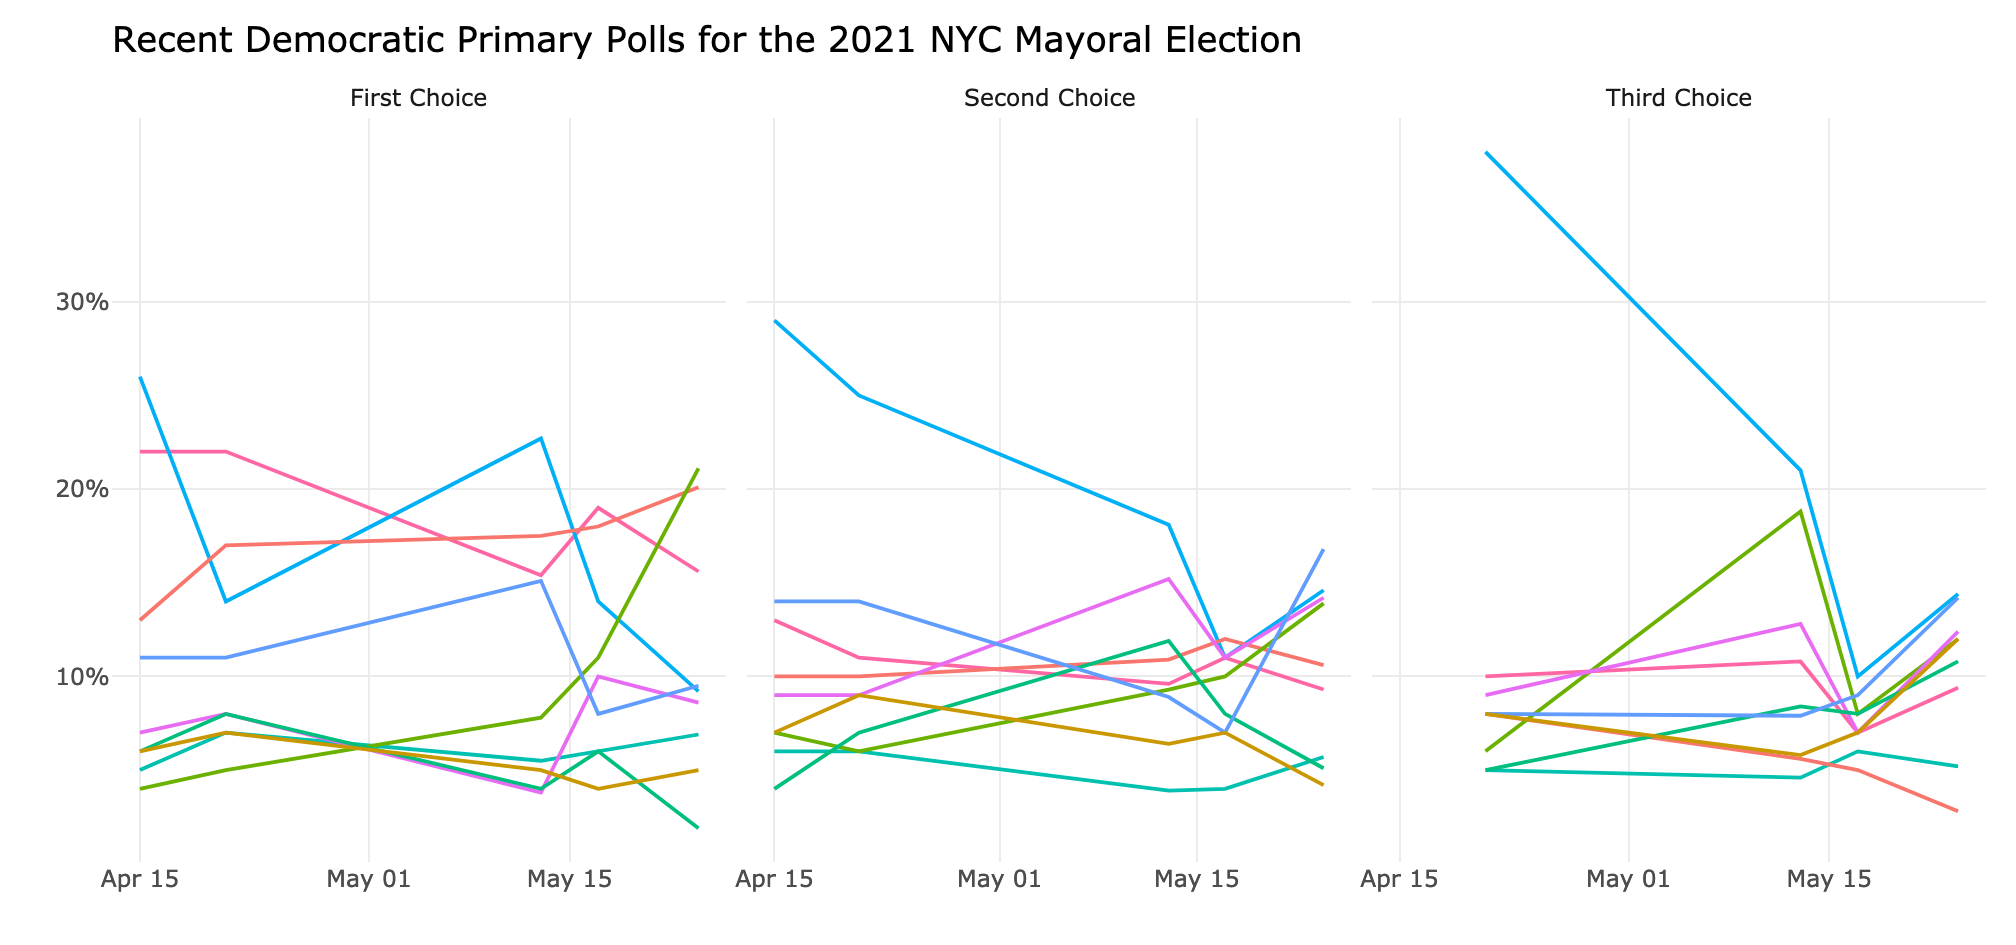 Recent Democratic Primary Polls for the 2021 NYC Mayoral Election
First Choice
Second Choice
Third Choice
30%
20%
10%
Apr 15
May 01
May 15
Apr 15
May 01
May 15
Apr 15
May 01
May 15